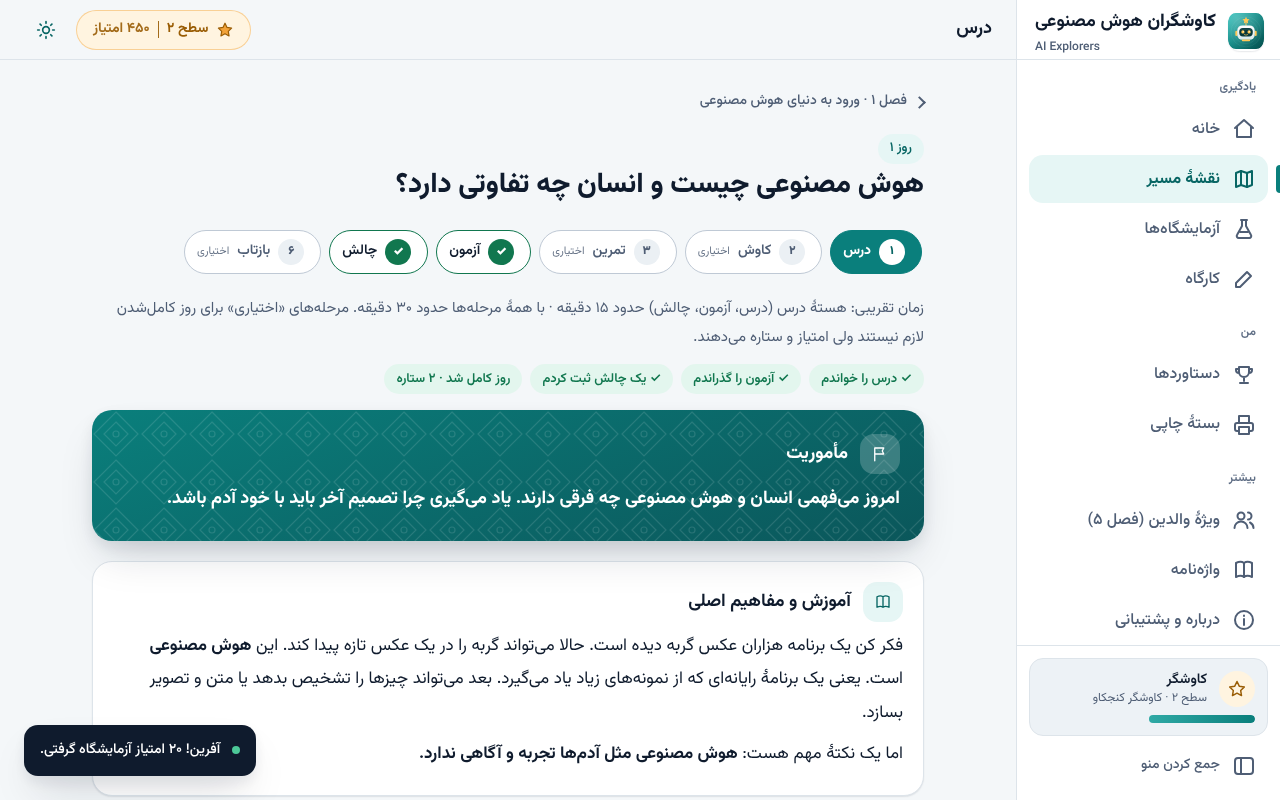 کاوشگران هوش مصنوعی
AI Explorers
یادگیری
خانه
نقشهٔ مسیر
آزمایشگاه‌ها
کارگاه
من
دستاوردها
بستهٔ چاپی
بیشتر
ویژهٔ والدین (فصل ۵)
واژه‌نامه
درباره و پشتیبانی
کاوشگر
سطح ۲ · کاوشگر کنجکاو
جمع کردن منو
درس
سطح ۲ | ۴۵۰ امتیاز
فصل ۱ · ورود به دنیای هوش مصنوعی
روز ۱
هوش مصنوعی چیست و انسان چه تفاوتی دارد؟
۱ درس
۲ کاوش اختیاری
۳ تمرین اختیاری
آزمون
چالش
۶ بازتاب اختیاری
زمان تقریبی: هستهٔ درس (درس، آزمون، چالش) حدود ۱۵ دقیقه · با همهٔ مرحله‌ها حدود ۳۰ دقیقه. مرحله‌های «اختیاری» برای روز کامل‌شدن
لازم نیستند ولی امتیاز و ستاره می‌دهند.
✓ درس را خواندم
✓ آزمون را گذراندم
✓ یک چالش ثبت کردم
روز کامل شد · ۲ ستاره
مأموریت
امروز می‌فهمی انسان و هوش مصنوعی چه فرقی دارند. یاد می‌گیری چرا تصمیم آخر باید با خود آدم باشد.
آموزش و مفاهیم اصلی
فکر کن یک برنامه هزاران عکس گربه دیده است. حالا می‌تواند گربه را در یک عکس تازه پیدا کند. این هوش مصنوعی
است. یعنی یک برنامهٔ رایانه‌ای که از نمونه‌های زیاد یاد می‌گیرد. بعد می‌تواند چیزها را تشخیص بدهد یا متن و تصویر
بسازد.
اما یک نکتهٔ مهم هست: هوش مصنوعی مثل آدم‌ها تجربه و آگاهی ندارد.
آفرین! ۲۰ امتیاز آزمایشگاه گرفتی.